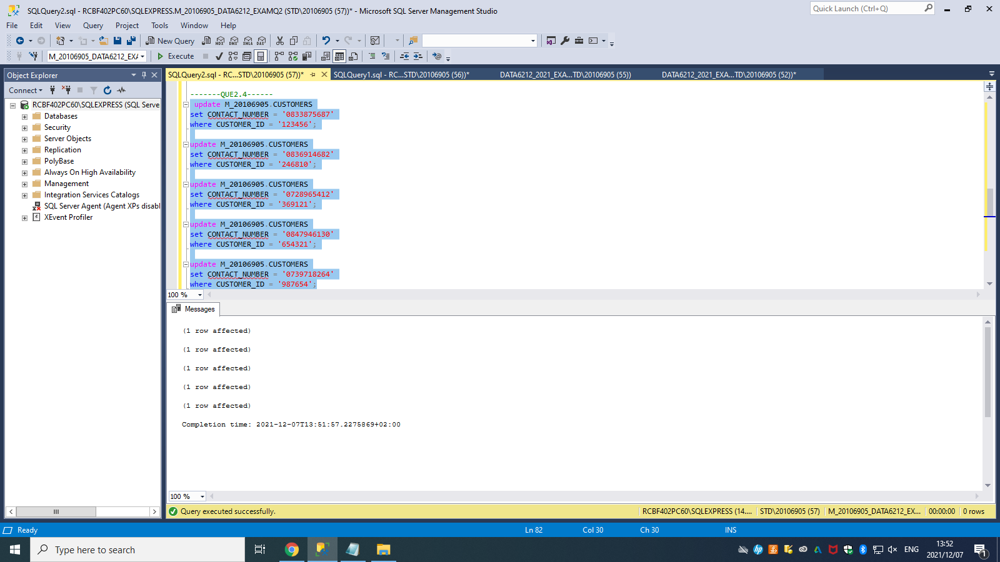 SQLQuery2.sql - RCBF402PC60\SQLEXPRESS.M_20106905_DATA6212_EXAMQ2 (STD\20106905 (57))* - Microsoft SQL Server Management Studio
Quick Launch (Ctrl+Q)
File Edit View Query Project Tools Window Help
New Query MDX DMX XMLA DAX
M_20106905_DATA6212_EXA Execute
Object Explorer
SQLQuery2.sql - RC...STD\20106905 (57))* SQLQuery1.sql - RC...STD\20106905 (56))* DATA6212_2021_EXA...TD\20106905 (55)) DATA6212_2021_EXA...TD\20106905 (52))*
Connect
RCBF402PC60\SQLEXPRESS (SQL Serve
Databases
Security
Server Objects
Replication
PolyBase
Always On High Availability
Management
Integration Services Catalogs
SQL Server Agent (Agent XPs disabl
XEvent Profiler
-------QUE2.4------
update M_20106905.CUSTOMERS
set CONTACT_NUMBER = '0833875687'
where CUSTOMER_ID = '123456';
update M_20106905.CUSTOMERS
set CONTACT_NUMBER = '0836914682'
where CUSTOMER_ID = '246810';
update M_20106905.CUSTOMERS
set CONTACT_NUMBER = '0728965412'
where CUSTOMER_ID = '369121';
update M_20106905.CUSTOMERS
set CONTACT_NUMBER = '0847946130'
where CUSTOMER_ID = '654321';
update M_20106905.CUSTOMERS
set CONTACT_NUMBER = '0739718264'
where CUSTOMER_ID = '987654';
100 %
Messages
(1 row affected)
(1 row affected)
(1 row affected)
(1 row affected)
(1 row affected)
Completion time: 2021-12-07T13:51:57.2275869+02:00
100 %
Query executed successfully. RCBF402PC60\SQLEXPRESS (14.... STD\20106905 (57) M_20106905_DATA6212_EX... 00:00:00 0 rows
Ready Ln 82 Col 30 Ch 30 INS
Type here to search
ENG
13:52
2021/12/07
1